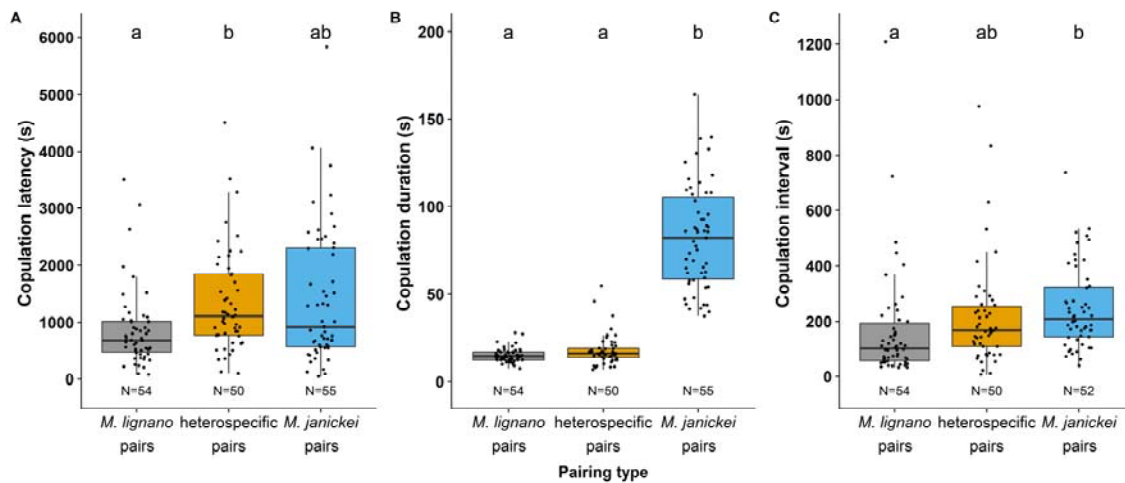 A
a b ab
Copulation latency (s)
6000
5000
4000
3000
2000
1000
0
N=54 N=50 N=55
M. lignano heterospecific M. janickei
pairs pairs pairs
B
a a b
Copulation duration (s)
200
150
100
50
0
N=54 N=50 N=55
M. lignano heterospecific M. janickei
pairs pairs pairs
Pairing type
C
a ab b
Copulation interval (s)
1200
1000
800
600
400
200
0
N=54 N=50 N=52
M. lignano heterospecific M. janickei
pairs pairs pairs